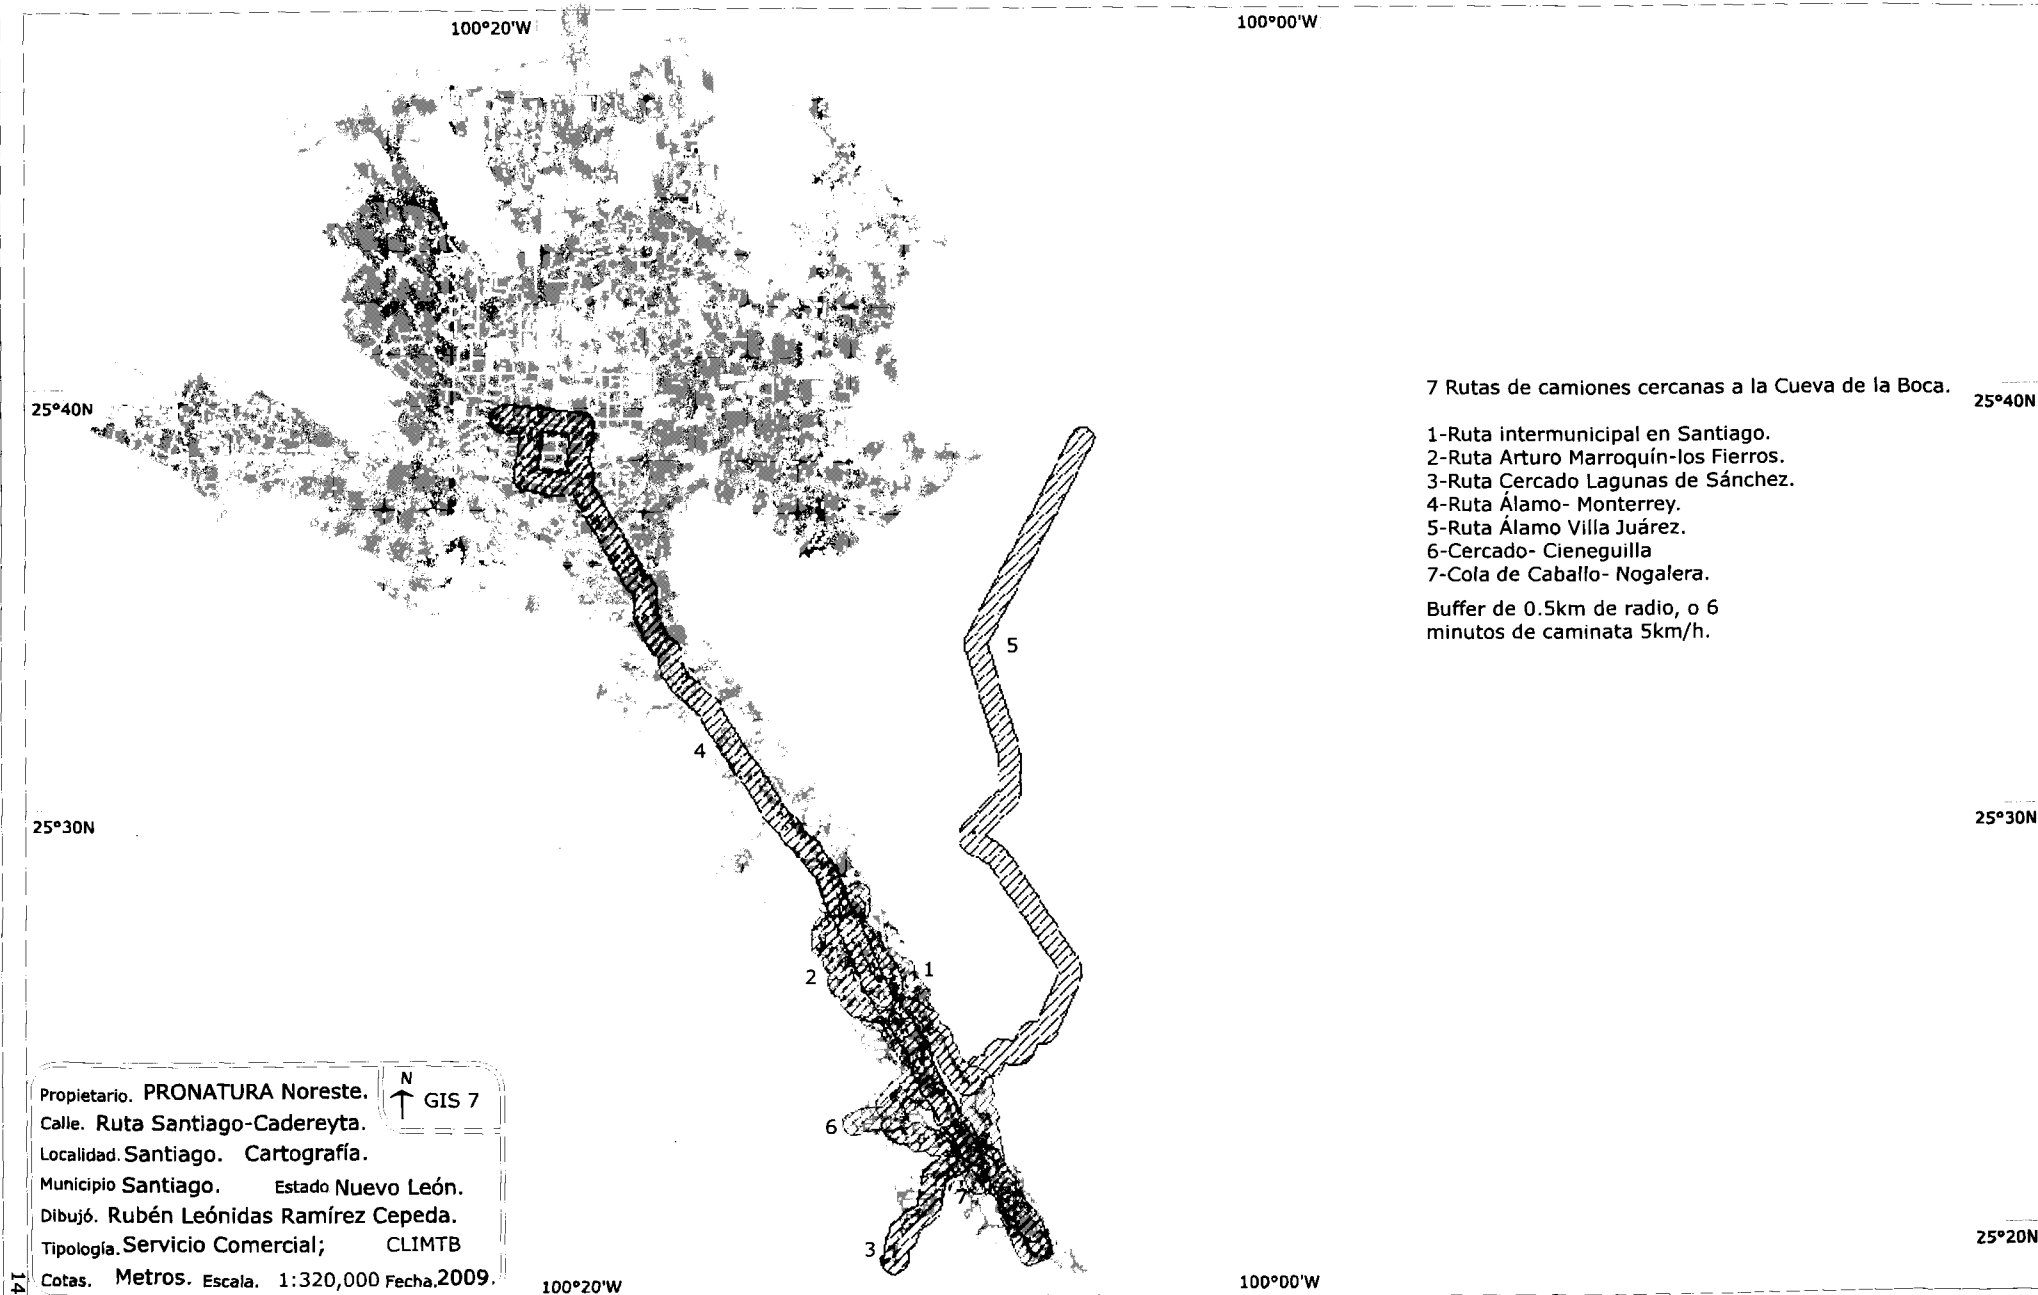 100°20'W
100°00'W
7 Rutas de camiones cercanas a la Cueva de la Boca.
25°40N
25°40N
1-Ruta intermunicipal en Santiago.
2-Ruta Arturo Marroquín-los Fierros.
3-Ruta Cercado Lagunas de Sánchez.
4-Ruta Álamo- Monterrey.
5-Ruta Álamo Villa Juárez.
6-Cercado- Cieneguilla
7-Cola de Caballo- Nogalera.
Buffer de 0.5km de radio, o 6
minutos de caminata 5km/h.
5
4
25°30N
25°30N
1
2
6
7
3
N
GIS 7
Propietario. PRONATURA Noreste.
Calle. Ruta Santiago-Cadereyta.
Localidad. Santiago. Cartografía.
Municipio Santiago. Estado Nuevo León.
Dibujó. Rubén Leónidas Ramírez Cepeda.
Tipología. Servicio Comercial; CLIMTB
Cotas. Metros. Escala. 1:320,000 Fecha. 2009.
25°20N
100°20'W
100°00'W
14